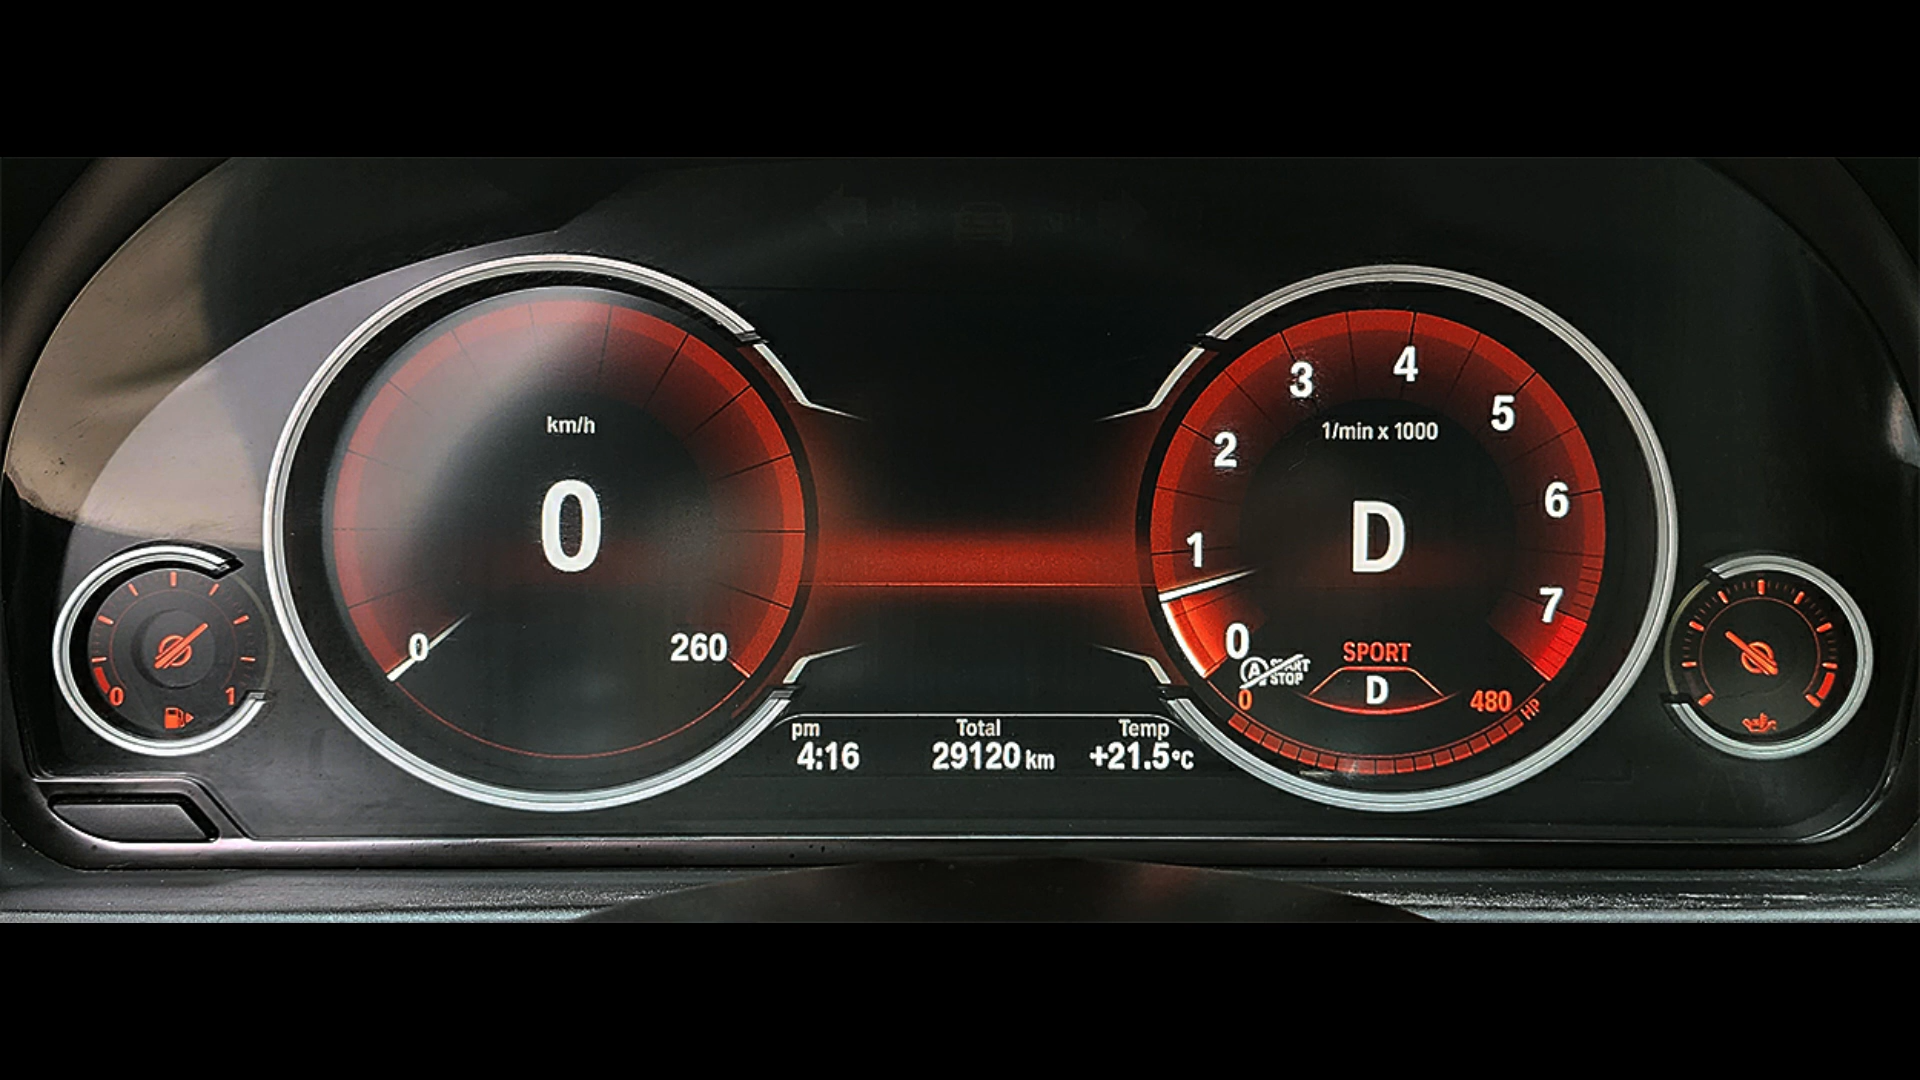 km/h
0
0
260
0
1
pm
4:16
Total
29120 km
Temp
+21.5°C
1/min x 1000
0
1
2
3
4
5
6
7
D
A START
STOP
SPORT
D
0
480
HP